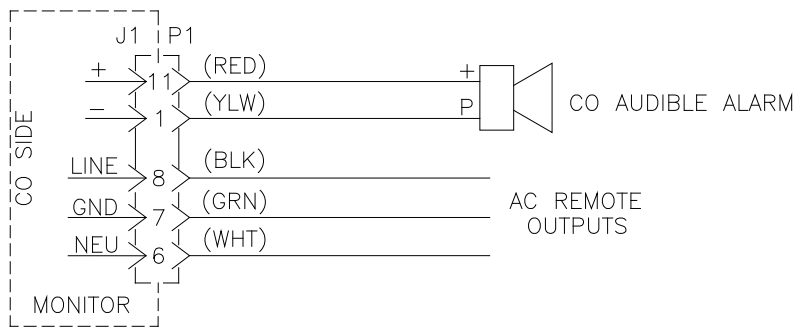 J1 P1
+ 11 (RED) +
− 1 (YLW) P
CO AUDIBLE ALARM
CO SIDE
LINE 8 (BLK)
GND 7 (GRN)
NEU 6 (WHT)
AC REMOTE
OUTPUTS
MONITOR